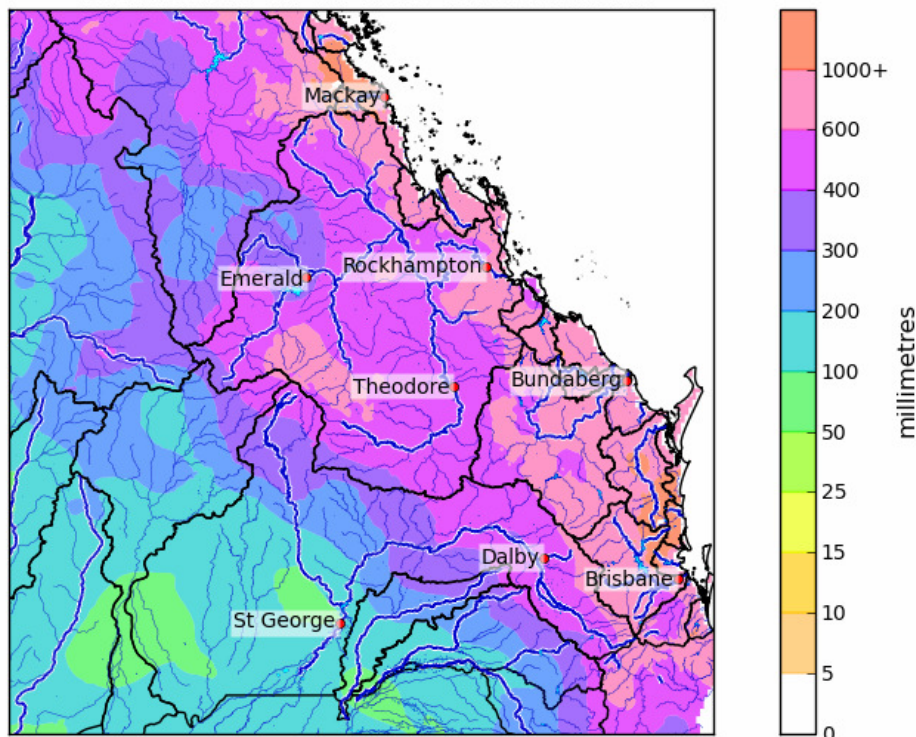 Mackay
Emerald
Rockhampton
Theodore
Bundaberg
Dalby
Brisbane
St George
1000+
600
400
300
200
100
50
25
15
10
5
0
millimetres